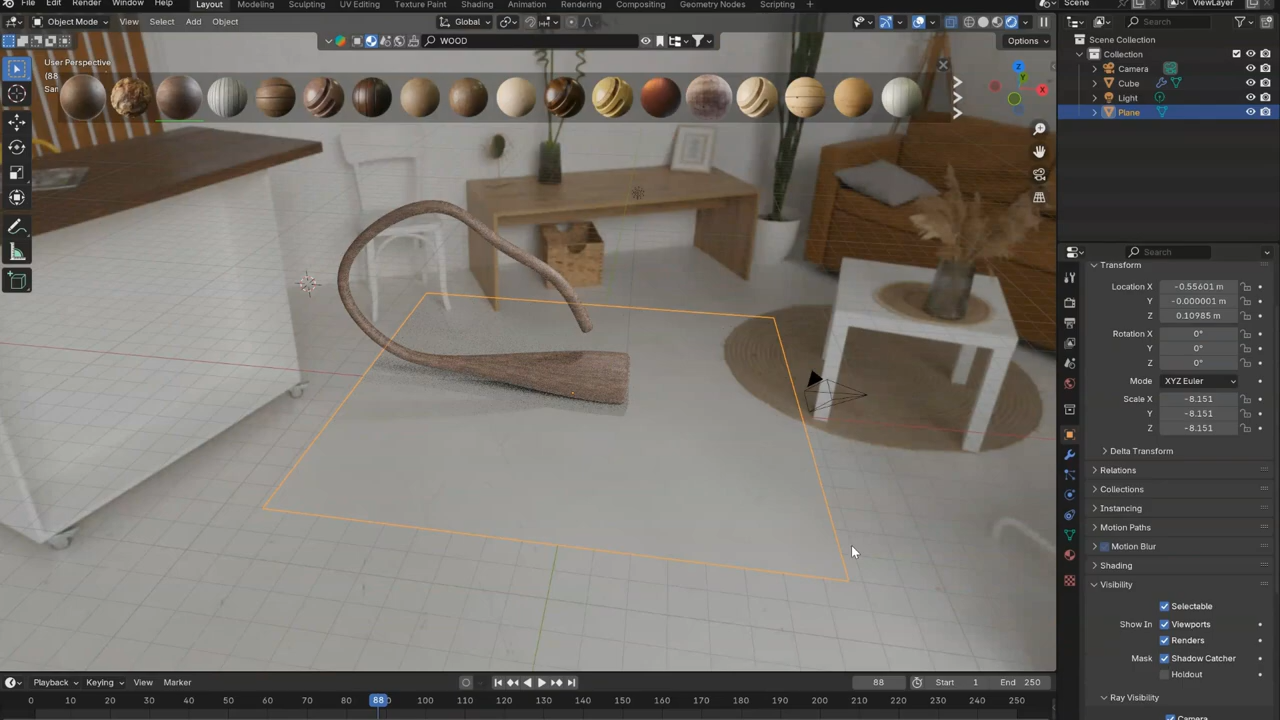 File Edit Render Window Help Layout Modeling Sculpting UV Editing Texture Paint Shading Animation Rendering Compositing Geometry Nodes Scripting + Scene ViewLayer
Object Mode View Select Add Object Global Search
WOOD Options
Scene Collection
Collection
Camera
Cube
Light
Plane
User Perspective
(88
Sam
Z
Y
X
Search
Transform
Location X -0.55601 m
Y -0.000001 m
Z 0.10985 m
Rotation X 0°
Y 0°
Z 0°
Mode XYZ Euler
Scale X -8.151
Y -8.151
Z -8.151
Delta Transform
Relations
Collections
Instancing
Motion Paths
Motion Blur
Shading
Visibility
Selectable
Show In Viewports
Renders
Mask Shadow Catcher
Holdout
Ray Visibility
Camera
Playback Keying View Marker 88 Start 1 End 250
0 10 20 30 40 50 60 70 88 90 100 110 120 130 140 150 160 170 180 190 200 210 220 230 240 250